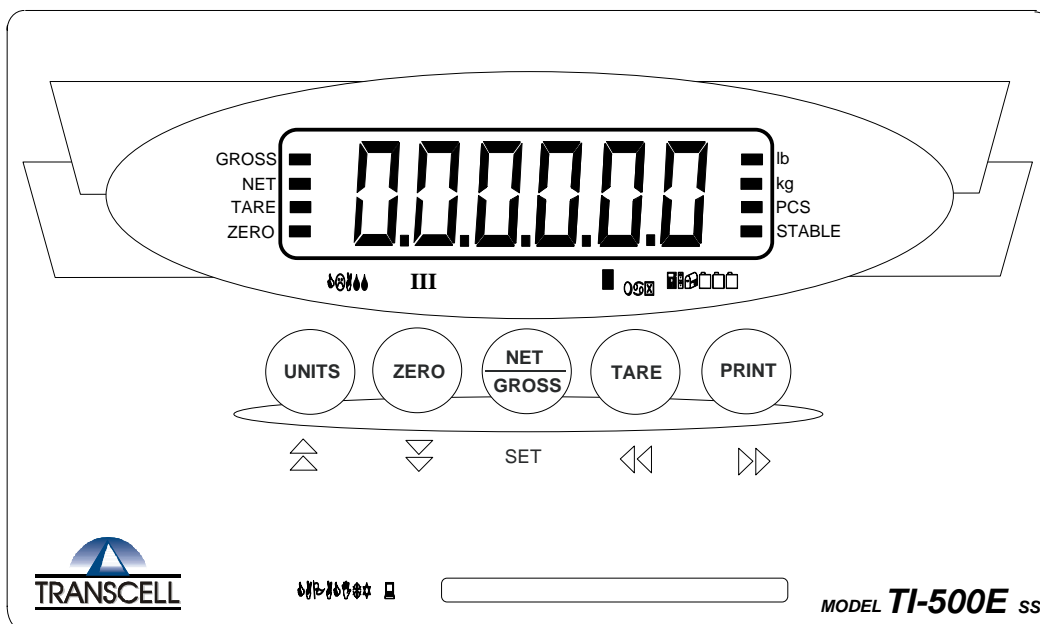 GROSS
NET
TARE
ZERO
0.0.0.0.0.0
lb
kg
PCS
STABLE
III
UNITS
ZERO
NET
GROSS
TARE
PRINT
SET
TRANSCELL
MODEL TI-500E SS